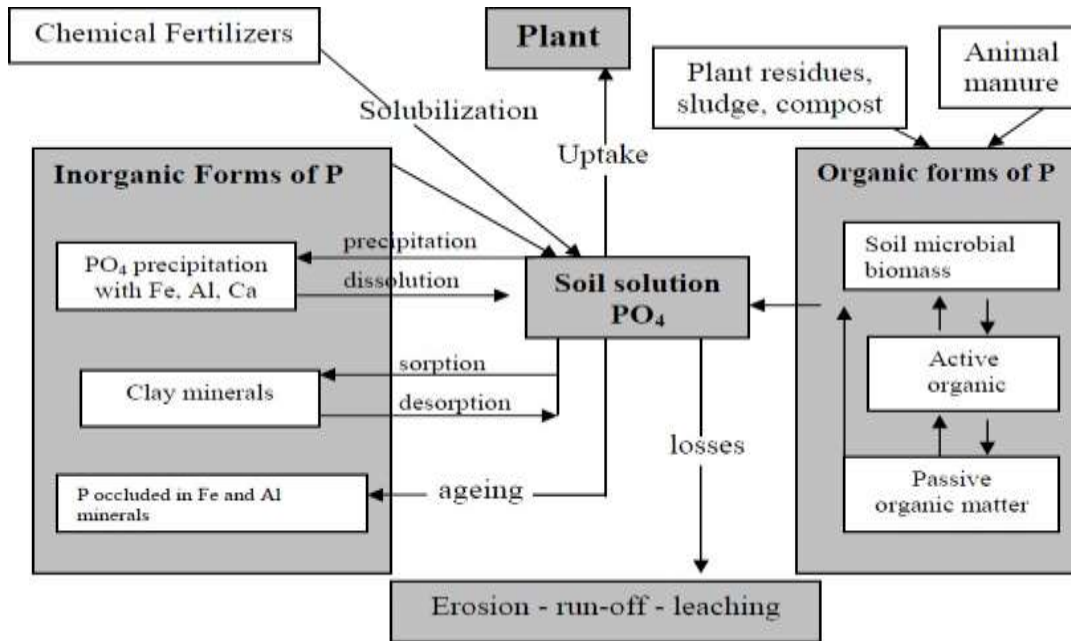 Chemical Fertilizers
Plant
Plant residues,
sludge, compost
Animal
manure
Solubilization
Uptake
Inorganic Forms of P
Organic forms of P
precipitation
PO₄ precipitation
with Fe, Al, Ca
dissolution
Soil solution
PO₄
Soil microbial
biomass
sorption
Clay minerals
desorption
Active
organic
losses
ageing
P occluded in Fe and Al
minerals
Passive
organic matter
Erosion - run-off - leaching